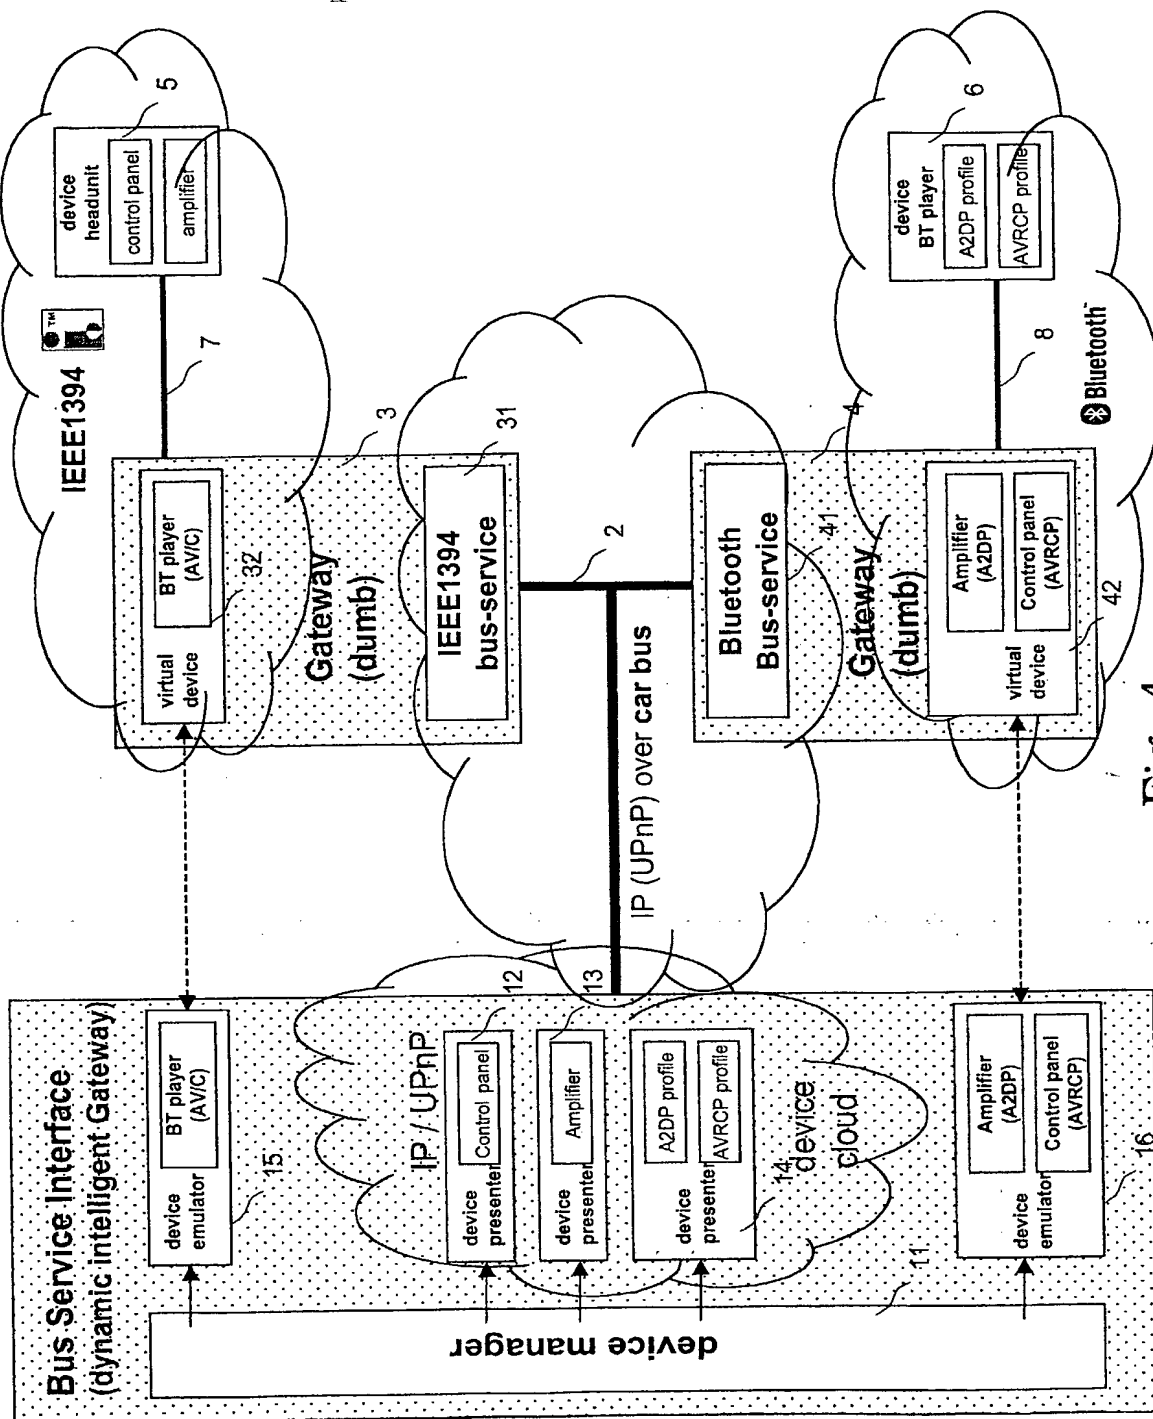 Bus Service Interface
(dynamic intelligent Gateway)
device manager
11
device
emulator
BT player
(AV/C)
15
IP / UPnP
device
presenter
Control panel
12
device
presenter
Amplifier
13
device
presenter
A2DP profile
AVRCP profile
14
device
cloud
device
emulator
Amplifier
(A2DP)
Control panel
(AVRCP)
16
IP (UPnP) over car bus
2
virtual
device
BT player
(AV/C)
32
Gateway
(dumb)
3
IEEE1394
bus-service
31
Bluetooth
Bus-service
41
Gateway
(dumb)
4
virtual
device
Amplifier
(A2DP)
Control panel
(AVRCP)
42
IEEE1394
TM
7
device
headunit
control panel
amplifier
5
device
BT player
A2DP profile
AVRCP profile
6
8
Bluetooth™